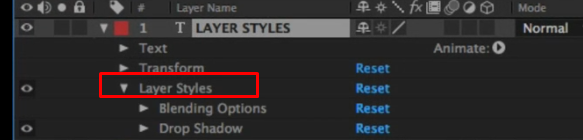 # Layer Name fx Mode
1 T LAYER STYLES Normal
Text Animate:
Transform Reset
Layer Styles Reset
Blending Options Reset
Drop Shadow Reset